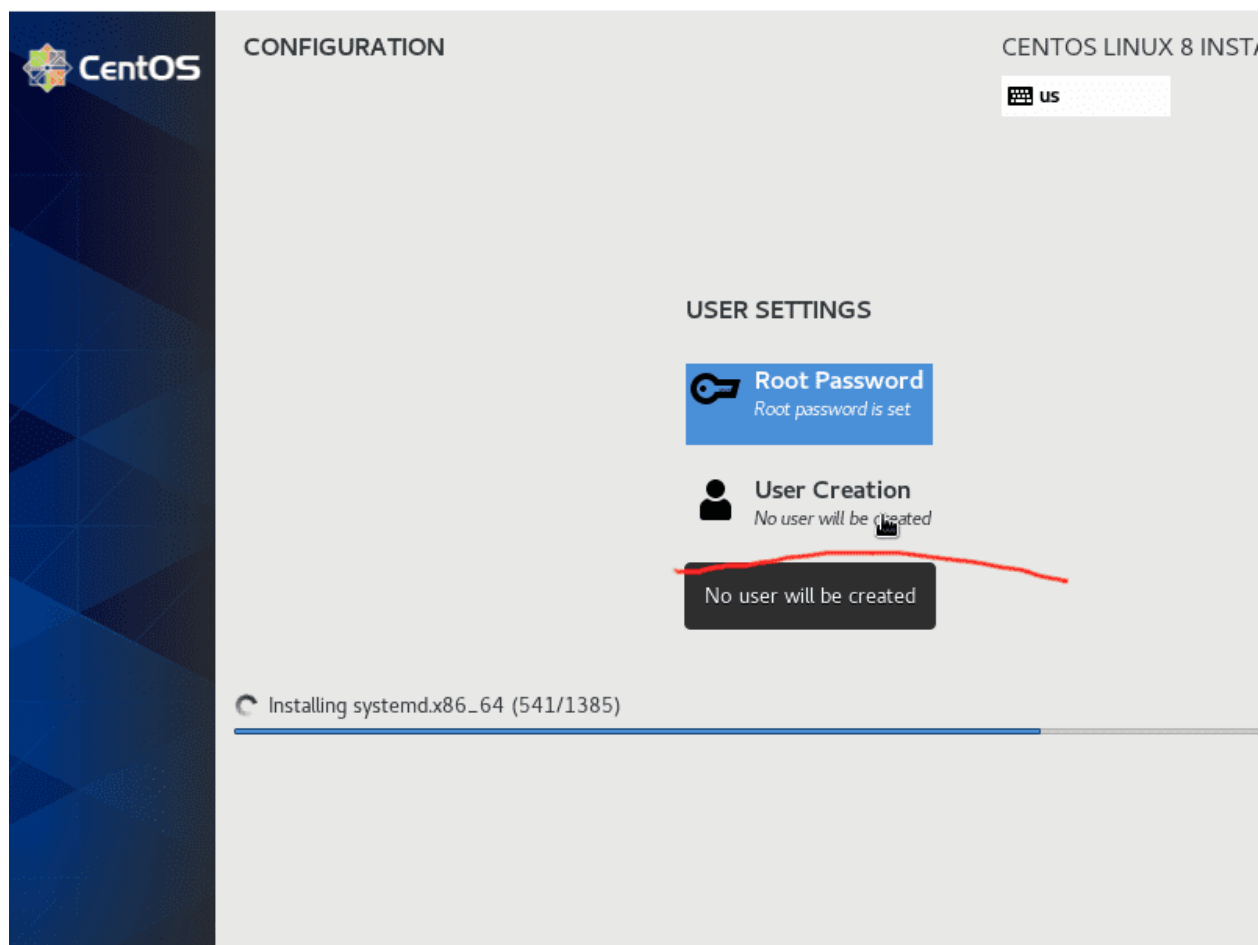 CentOS
CONFIGURATION
CENTOS LINUX 8 INSTA
us
USER SETTINGS
Root Password
Root password is set
User Creation
No user will be created
No user will be created
Installing systemd.x86_64 (541/1385)